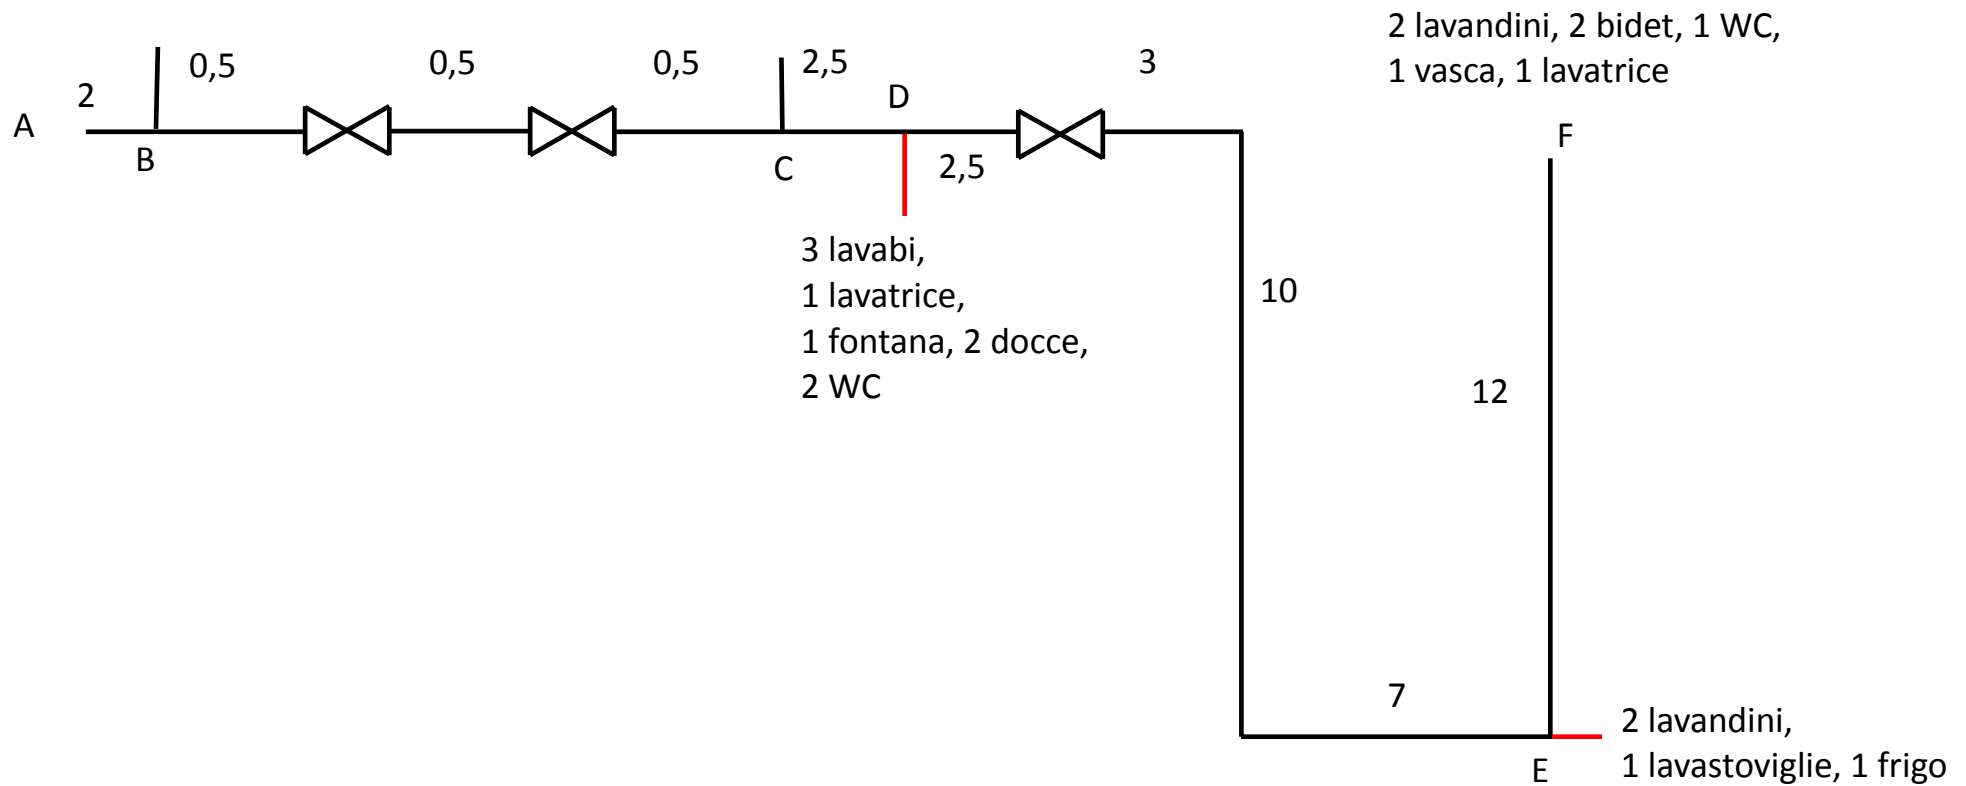 2 lavandini, 2 bidet, 1 WC,
1 vasca, 1 lavatrice
0,5
0,5
0,5
2,5
3
2
D
A
F
B
C
2,5
3 lavabi,
1 lavatrice,
1 fontana, 2 docce,
2 WC
10
12
7
2 lavandini,
1 lavastoviglie, 1 frigo
E